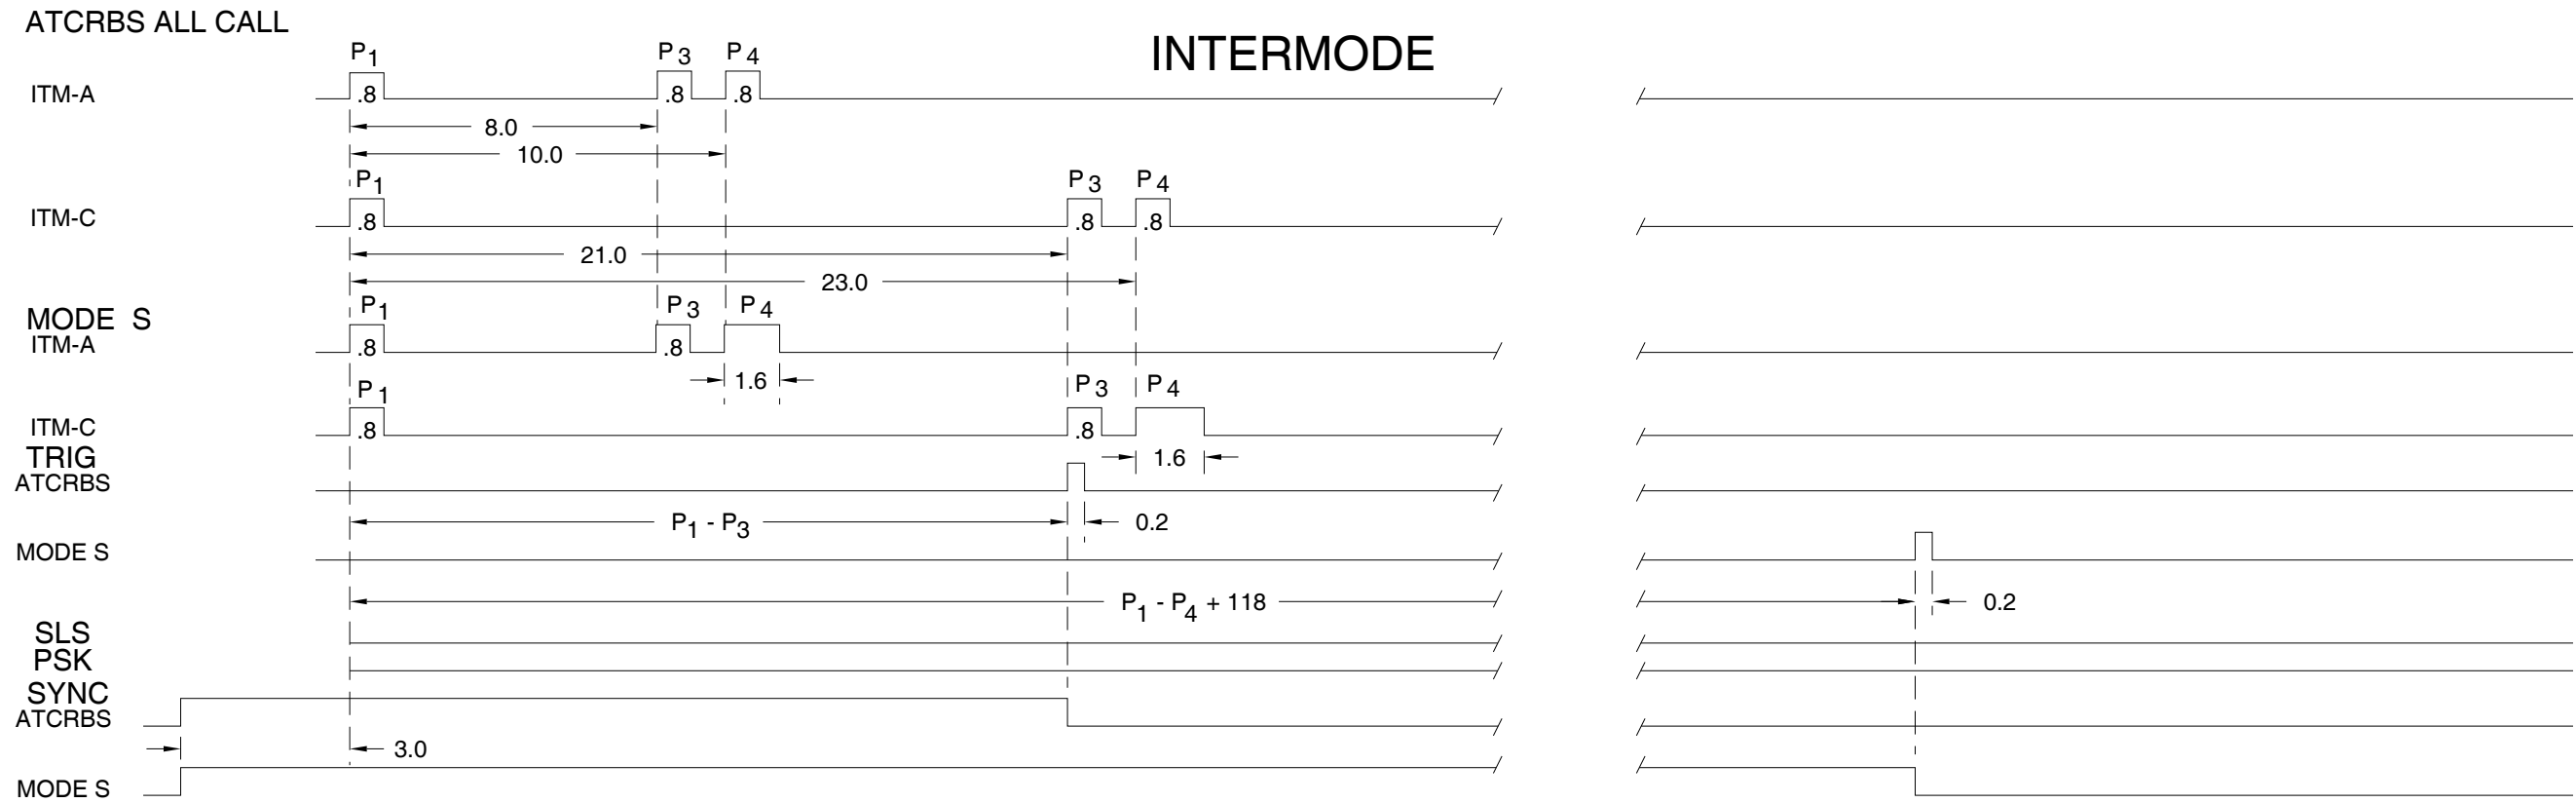 ATCRBS ALL CALL
INTERMODE
P1 P3 P4
ITM-A .8 .8 .8
8.0
10.0
P1 P3 P4
ITM-C .8 .8 .8
21.0
23.0
MODE S P1 P3 P4
ITM-A .8 .8
1.6
P1 P3 P4
ITM-C .8 .8
TRIG 1.6
ATCRBS
P1 - P3 0.2
MODE S
P1 - P4 + 118 0.2
SLS
PSK
SYNC
ATCRBS
3.0
MODE S